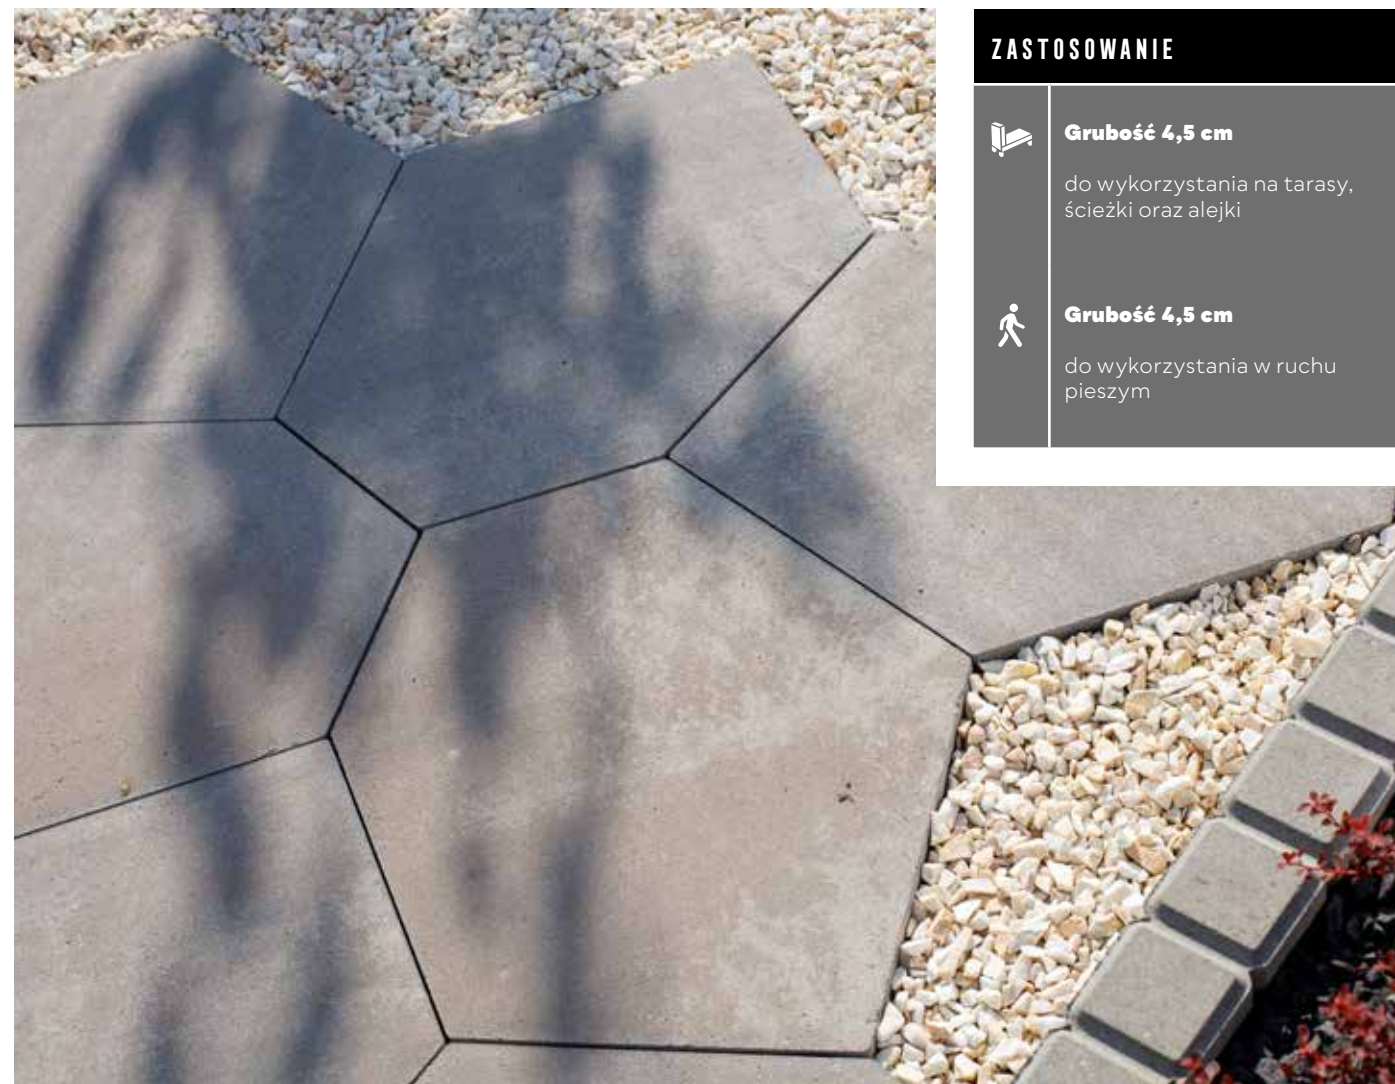 ZASTOSOWANIE
Grubość 4,5 cm
do wykorzystania na tarasy,
ścieżki oraz alejki
Grubość 4,5 cm
do wykorzystania w ruchu
pieszym